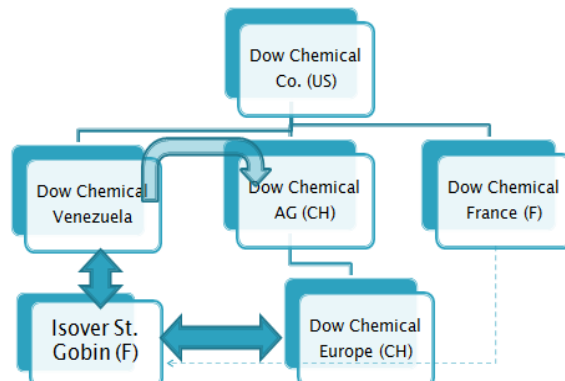 Dow Chemical
Co. (US)
Dow Chemical
Venezuela
Dow Chemical
AG (CH)
Dow Chemical
France (F)
Isover St.
Gobin (F)
Dow Chemical
Europe (CH)